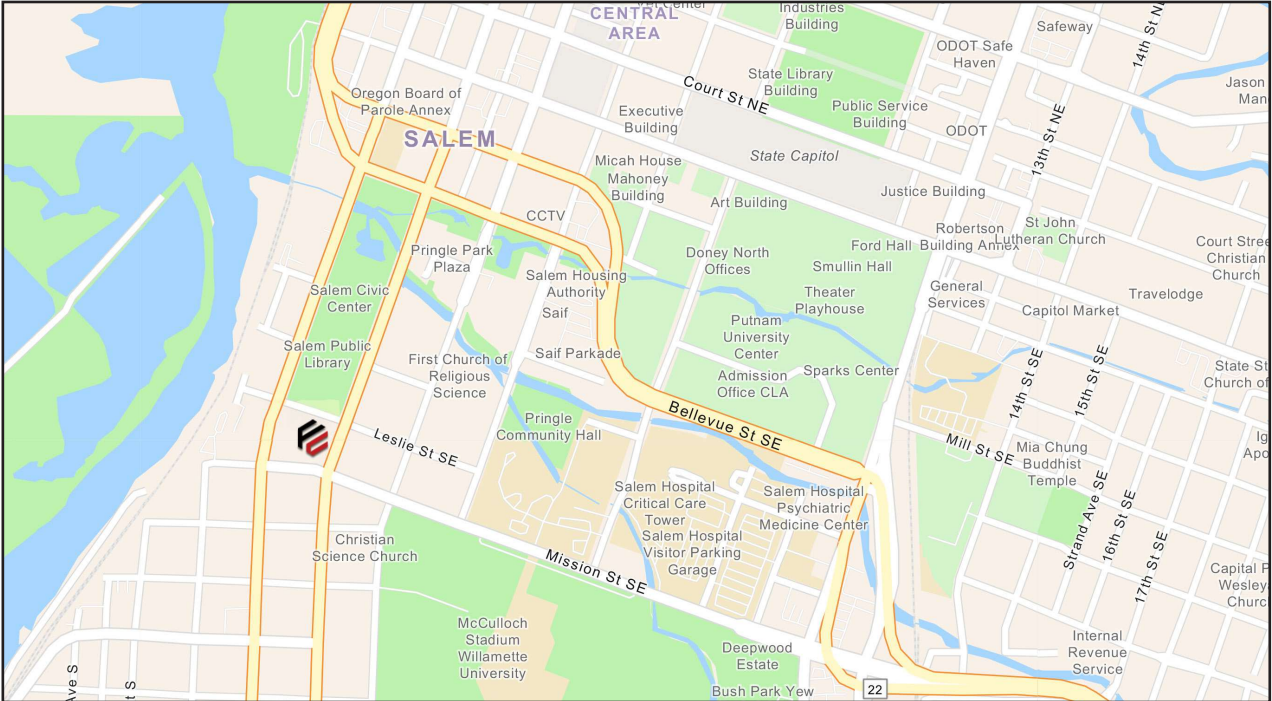 CENTRAL
AREA
Industries
Building
Safeway
14th St NE
ODOT Safe
Haven
Oregon Board of
Parole Annex
SALEM
Court St NE
State Library
Building
Public Service
Building
Executive
Building
ODOT
13th St NE
Jason
State Capitol
Micah House
Mahoney
Building
Art Building
Justice Building
CCTV
Robertson
Building Annex
St John
Lutheran Church
Ford Hall
Smullin Hall
Court Stree
Christian
Church
Pringle Park
Plaza
Doney North
Offices
Salem Housing
Authority
Saif
Salem Civic
Center
Theater
Playhouse
General
Services
Travelodge
Capitol Market
Putnam
University
Center
Salem Public
Library
Saif Parkade
First Church of
Religious
Science
Admission
Office CLA
Sparks Center
14th St SE
15th St SE
State St
Church of
Pringle
Community Hall
Bellevue St SE
Leslie St SE
Mill St SE
Mia Chung
Buddhist
Temple
Salem Hospital
Critical Care
Tower
Salem Hospital
Visitor Parking
Garage
Salem Hospital
Psychiatric
Medicine Center
Strand Ave SE
16th St SE
17th St SE
Christian
Science Church
Mission St SE
Capital P
Wesley
Churc
McCulloch
Stadium
Willamette
University
Deepwood
Estate
Internal
Revenue
Service
Bush Park Yew
22
Ave S
t S